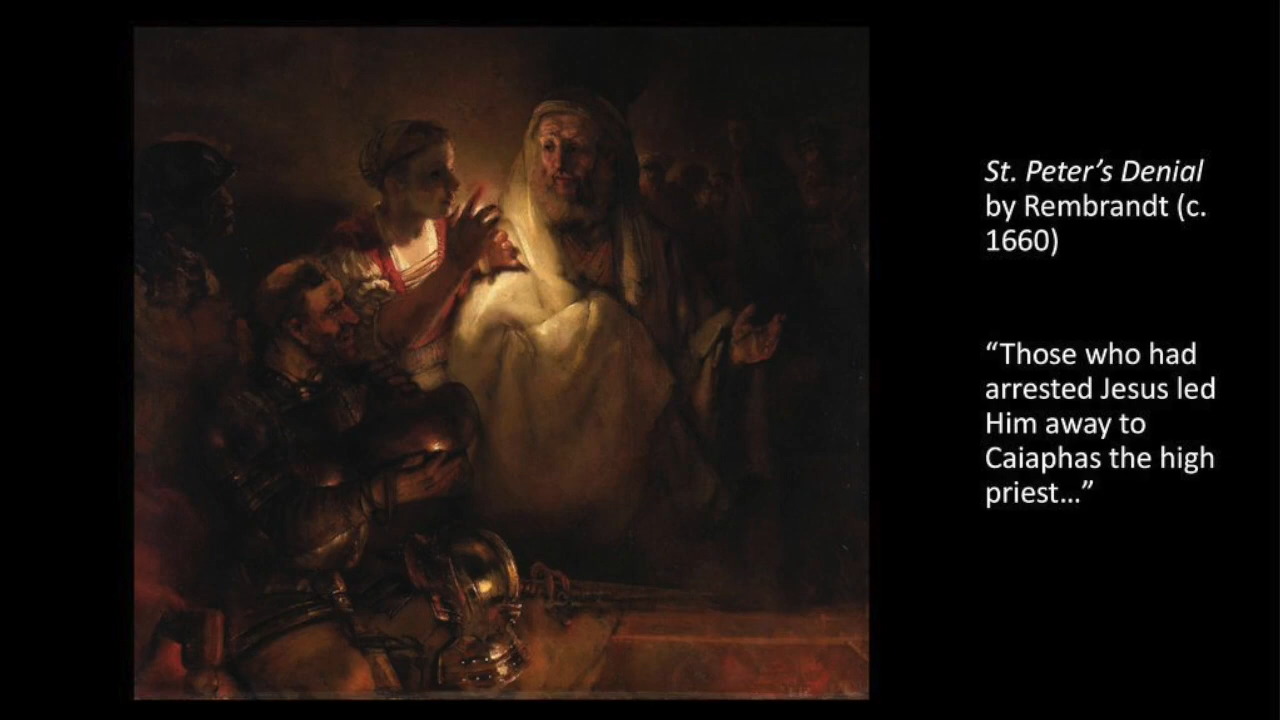 St. Peter’s Denial
by Rembrandt (c.
1660)
“Those who had
arrested Jesus led
Him away to
Caiaphas the high
priest…”